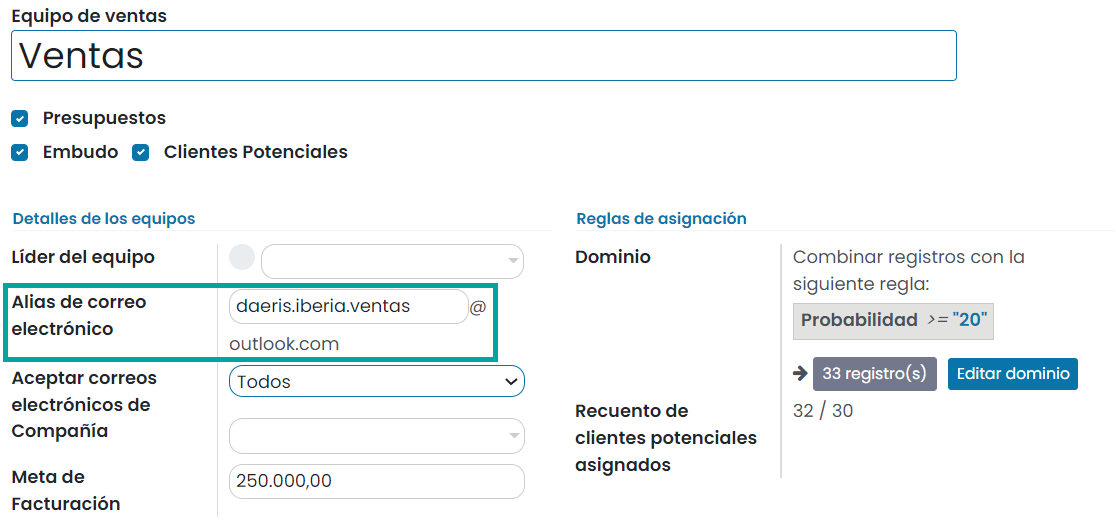 Equipo de ventas
Ventas
Presupuestos
Embudo Clientes Potenciales
Detalles de los equipos
Líder del equipo
Alias de correo
electrónico
daeris.iberia.ventas @
outlook.com
Aceptar correos
electrónicos de
Compañía
Todos
Meta de
Facturación
250.000,00
Reglas de asignación
Dominio
Combinar registros con la
siguiente regla:
Probabilidad >= "20"
33 registro(s) Editar dominio
Recuento de
clientes potenciales
asignados
32 / 30